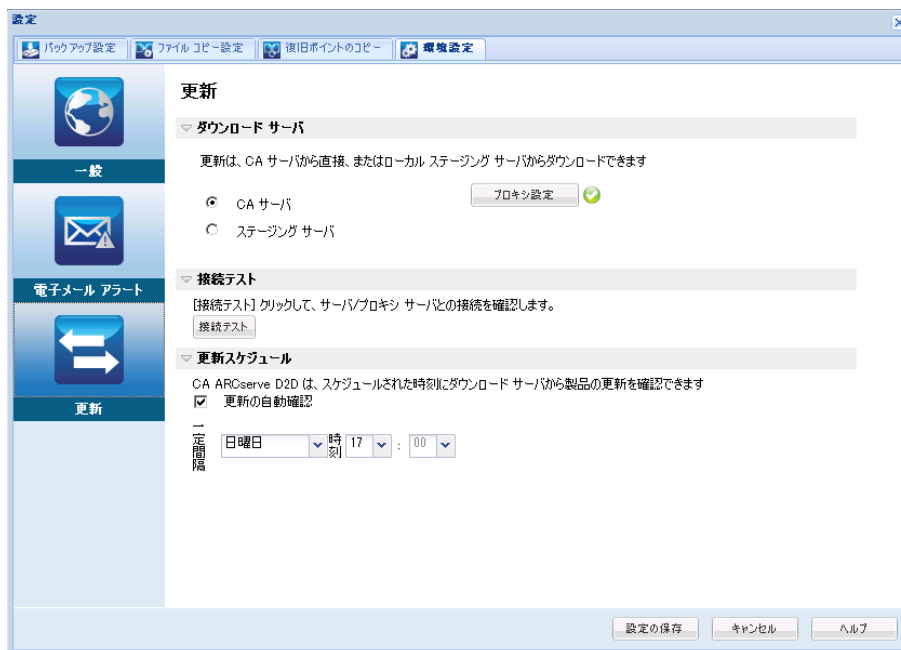 設定
バックアップ設定 ファイル コピー設定 復旧ポイントのコピー 環境設定
一般
電子メール アラート
更新
更新
ダウンロード サーバ
更新は、CA サーバから直接、またはローカル ステージング サーバからダウンロードできます
CA サーバ
プロキシ設定
ステージング サーバ
接続テスト
[接続テスト] クリックして、サーバ/プロキシ サーバとの接続を確認します。
接続テスト
更新スケジュール
CA ARCserve D2D は、スケジュールされた時刻にダウンロード サーバから製品の更新を確認できます
更新の自動確認
一定間隔 日曜日 時刻 17 : 00
設定の保存 キャンセル ヘルプ